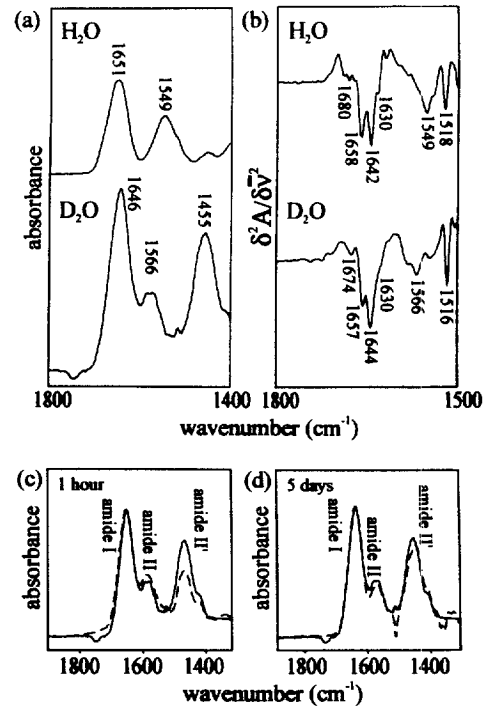 (a)
H₂O
1651
1549
D₂O
1646
1566
1455
absorbance
1800
1400
wavenumber (cm⁻¹)
(b)
H₂O
1680
1658
1642
1630
1549
1518
D₂O
1674
1657
1644
1630
1566
1516
δ²A/δν̄²
1800
1500
(c)
1 hour
amide I
amide II
amide II'
absorbance
1800
1600
1400
wavenumber (cm⁻¹)
(d)
5 days
amide I
amide II
amide II'
absorbance
1800
1600
1400
wavenumber (cm⁻¹)